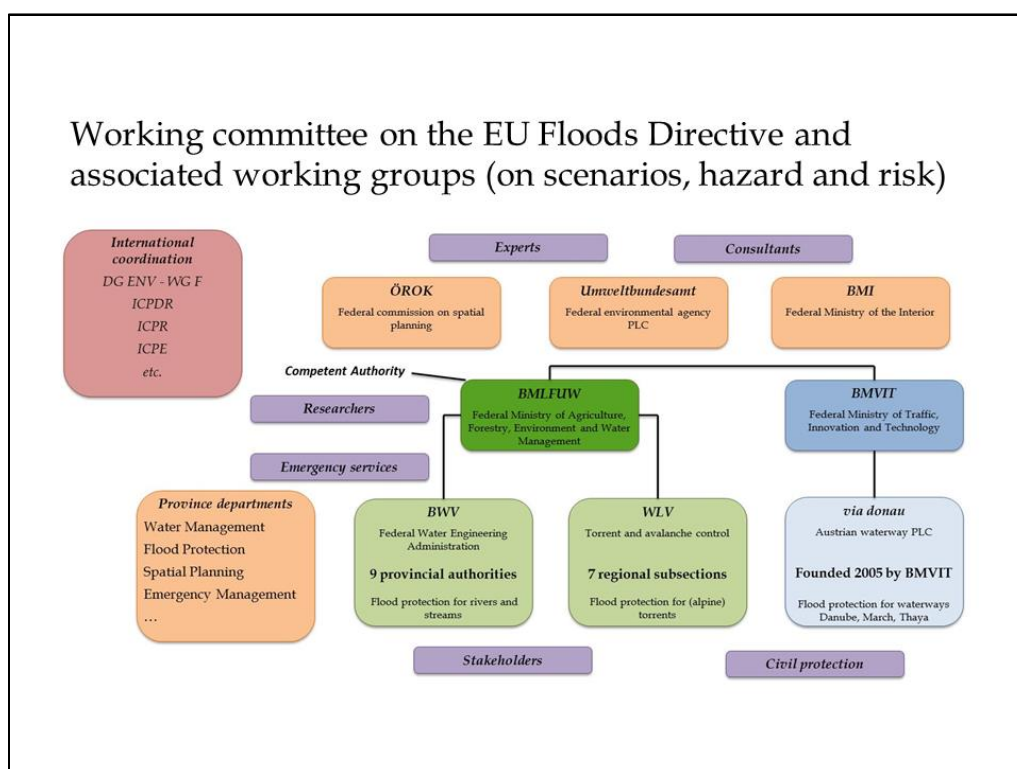 Working committee on the EU Floods Directive and
associated working groups (on scenarios, hazard and risk)
International
coordination
DG ENV - WG F
ICPDR
ICPR
ICPE
etc.
Experts
Consultants
ÖROK
Federal commission on spatial
planning
Umweltbundesamt
Federal environmental agency
PLC
BMI
Federal Ministry of the Interior
Competent Authority
BMLFUW
Federal Ministry of Agriculture,
Forestry, Environment and Water
Management
BMVIT
Federal Ministry of Traffic,
Innovation and Technology
Researchers
Emergency services
Province departments
Water Management
Flood Protection
Spatial Planning
Emergency Management
…
BWV
Federal Water Engineering
Administration
9 provincial authorities
Flood protection for rivers and
streams
WLV
Torrent and avalanche control
7 regional subsections
Flood protection for (alpine)
torrents
via donau
Austrian waterway PLC
Founded 2005 by BMVIT
Flood protection for waterways
Danube, March, Thaya
Stakeholders
Civil protection